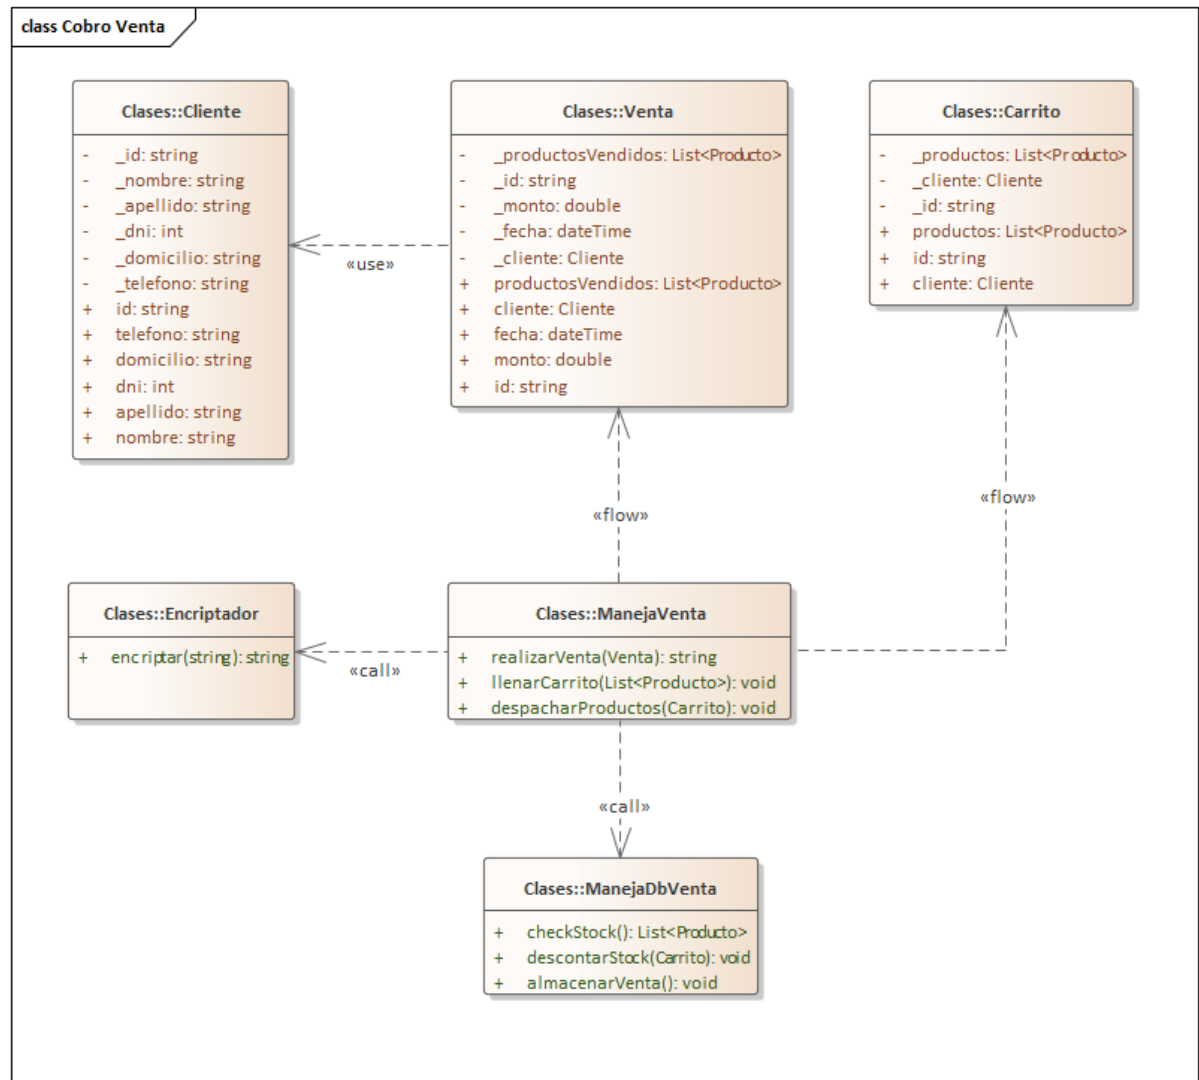 class Cobro Venta
Clases::Cliente
- _id: string
- _nombre: string
- _apellido: string
- _dni: int
- _domicilio: string
- _telefono: string
+ id: string
+ telefono: string
+ domicilio: string
+ dni: int
+ apellido: string
+ nombre: string
«use»
Clases::Venta
- _productosVendidos: List<Producto>
- _id: string
- _monto: double
- _fecha: dateTime
- _cliente: Cliente
+ productosVendidos: List<Producto>
+ cliente: Cliente
+ fecha: dateTime
+ monto: double
+ id: string
Clases::Carrito
- _productos: List<Producto>
- _cliente: Cliente
- _id: string
+ productos: List<Producto>
+ id: string
+ cliente: Cliente
«flow»
«flow»
Clases::Encriptador
+ encriptar(string): string
«call»
Clases::ManejaVenta
+ realizarVenta(Venta): string
+ llenarCarrito(List<Producto>): void
+ despacharProductos(Carrito): void
«call»
Clases::ManejaDbVenta
+ checkStock(): List<Producto>
+ descontarStock(Carrito): void
+ almacenarVenta(): void